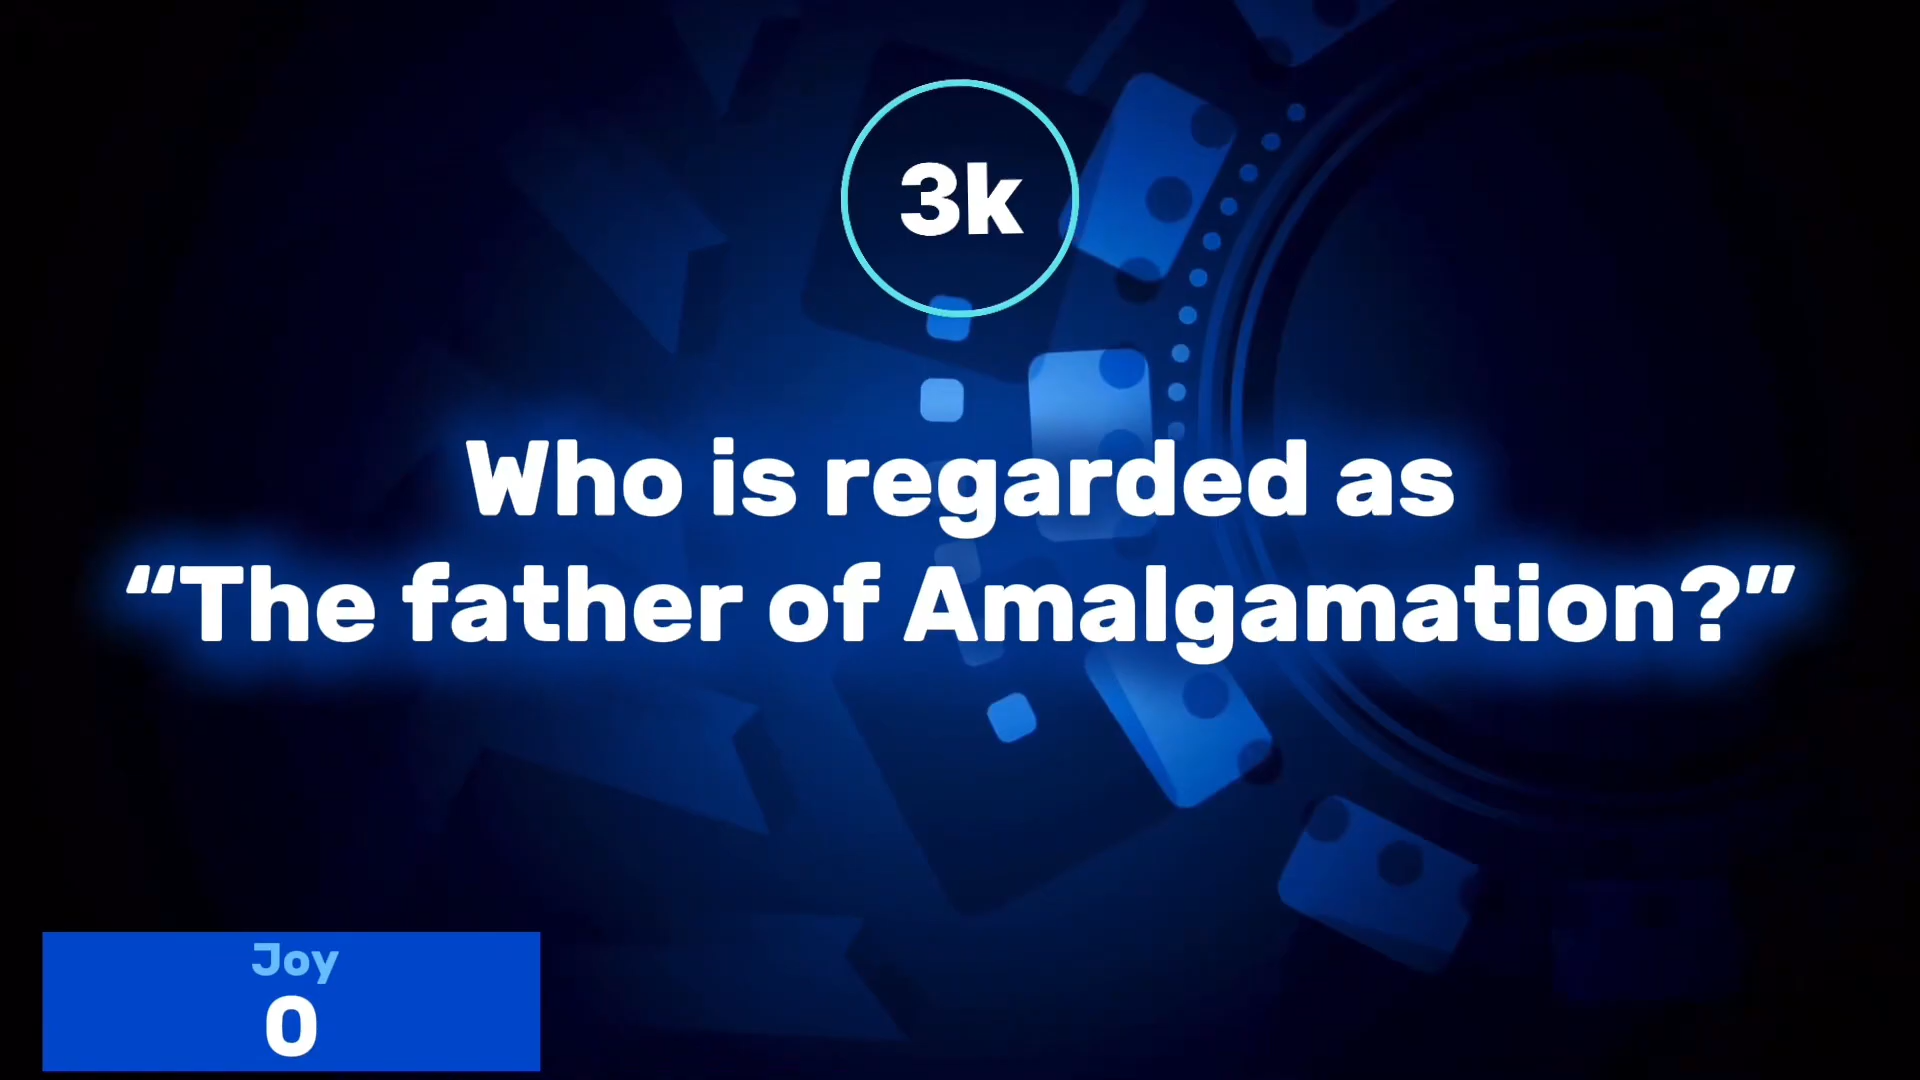 3k
Who is regarded as
“The father of Amalgamation?”
Joy
0